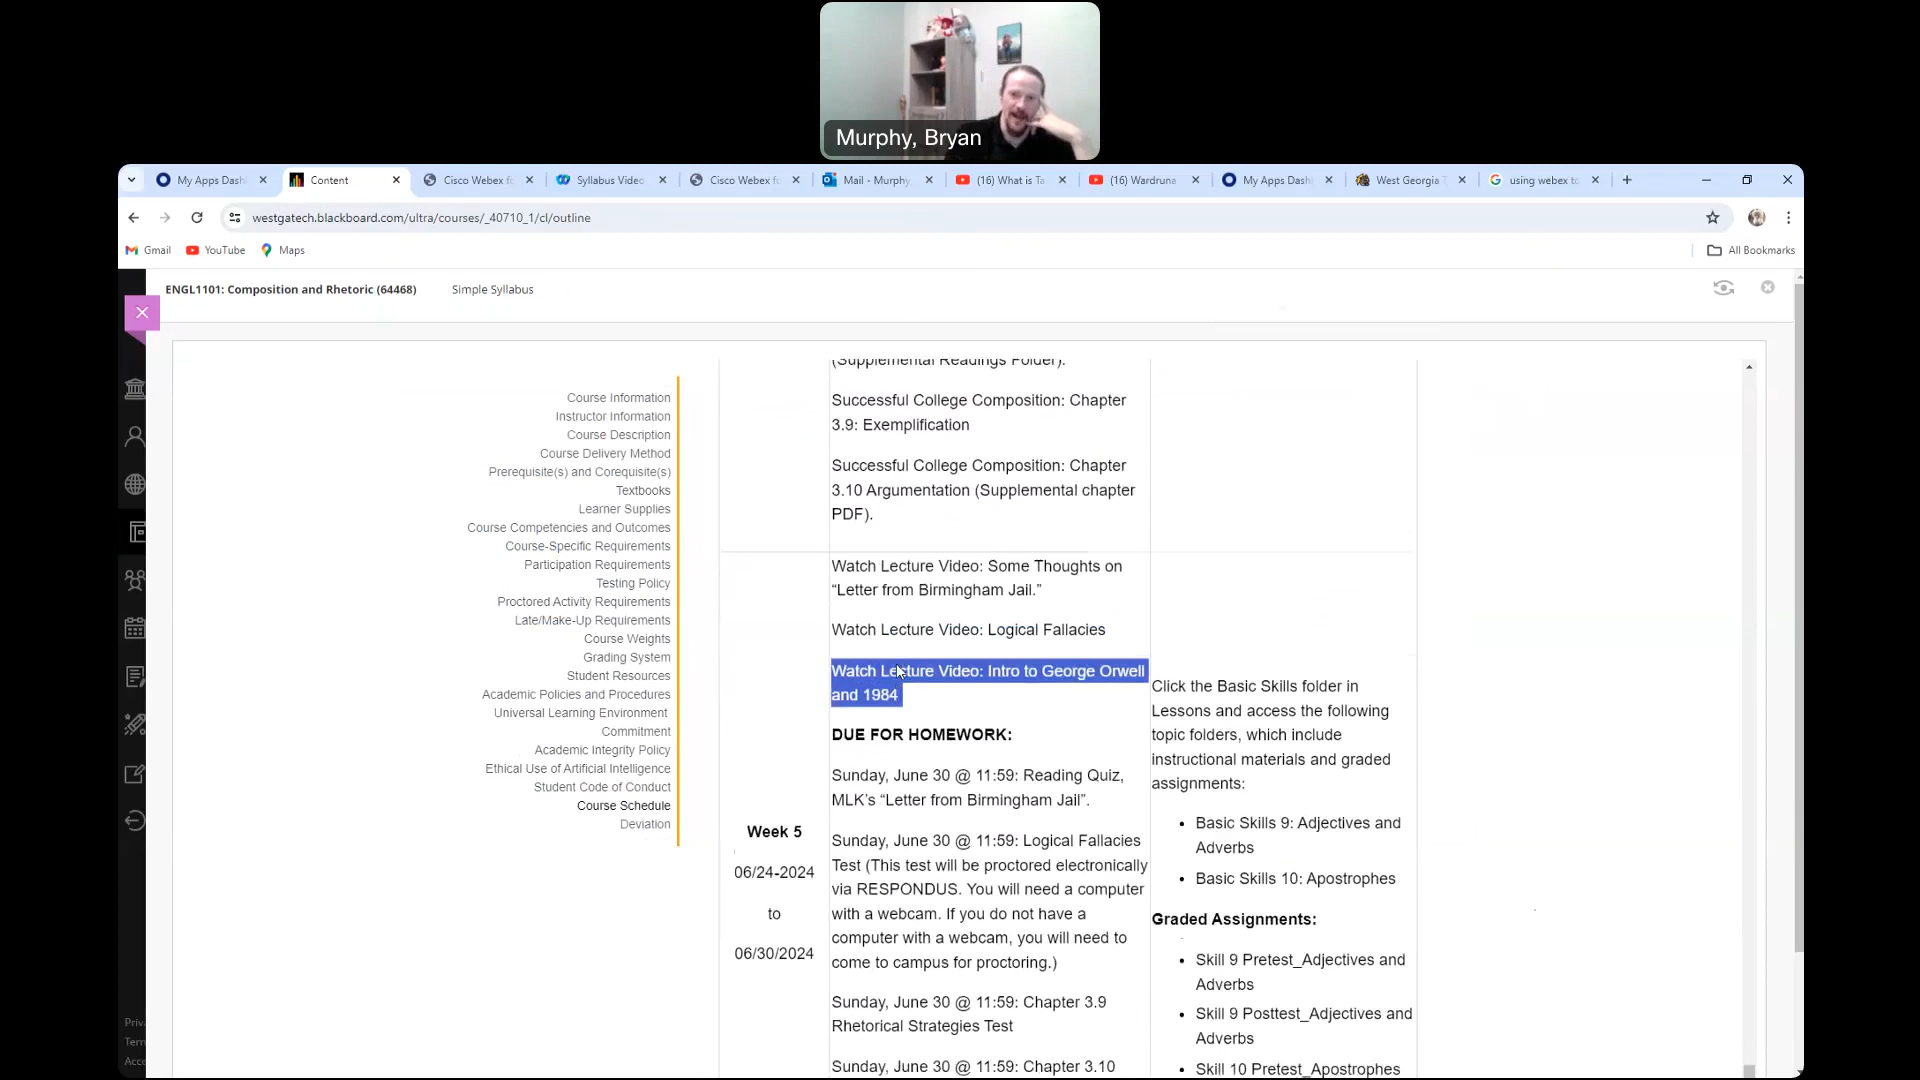 Murphy, Bryan
My Apps Dash
Content
Cisco Webex fo
Syllabus Video
Cisco Webex fo
Mail - Murphy
(16) What is Ta
(16) Wardruna
My Apps Dash
West Georgia T
using webex to
westgatech.blackboard.com/ultra/courses/_40710_1/cl/outline
Gmail
YouTube
Maps
All Bookmarks
ENGL1101: Composition and Rhetoric (64468)
Simple Syllabus
Course Information
Instructor Information
Course Description
Course Delivery Method
Prerequisite(s) and Corequisite(s)
Textbooks
Learner Supplies
Course Competencies and Outcomes
Course-Specific Requirements
Participation Requirements
Testing Policy
Proctored Activity Requirements
Late/Make-Up Requirements
Course Weights
Grading System
Student Resources
Academic Policies and Procedures
Universal Learning Environment
Commitment
Academic Integrity Policy
Ethical Use of Artificial Intelligence
Student Code of Conduct
Course Schedule
Deviation
Week 5
06/24-2024
to
06/30/2024
(Supplemental Readings Folder).
Successful College Composition: Chapter
3.9: Exemplification
Successful College Composition: Chapter
3.10 Argumentation (Supplemental chapter
PDF).
Watch Lecture Video: Some Thoughts on
“Letter from Birmingham Jail.”
Watch Lecture Video: Logical Fallacies
Watch Lecture Video: Intro to George Orwell
and 1984
DUE FOR HOMEWORK:
Sunday, June 30 @ 11:59: Reading Quiz,
MLK’s “Letter from Birmingham Jail”.
Sunday, June 30 @ 11:59: Logical Fallacies
Test (This test will be proctored electronically
via RESPONDUS. You will need a computer
with a webcam. If you do not have a
computer with a webcam, you will need to
come to campus for proctoring.)
Sunday, June 30 @ 11:59: Chapter 3.9
Rhetorical Strategies Test
Sunday, June 30 @ 11:59: Chapter 3.10
Click the Basic Skills folder in
Lessons and access the following
topic folders, which include
instructional materials and graded
assignments:
• Basic Skills 9: Adjectives and
Adverbs
• Basic Skills 10: Apostrophes
Graded Assignments:
• Skill 9 Pretest_Adjectives and
Adverbs
• Skill 9 Posttest_Adjectives and
Adverbs
• Skill 10 Pretest_Apostrophes
Priv
Term
Acce